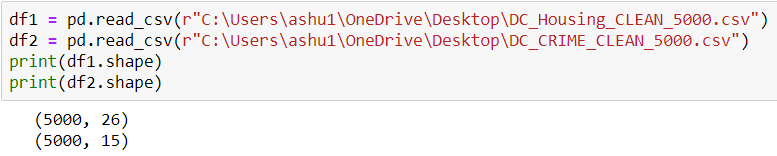 df1 = pd.read_csv(r"C:\Users\ashu1\OneDrive\Desktop\DC_Housing_CLEAN_5000.csv")
df2 = pd.read_csv(r"C:\Users\ashu1\OneDrive\Desktop\DC_CRIME_CLEAN_5000.csv")
print(df1.shape)
print(df2.shape)
(5000, 26)
(5000, 15)